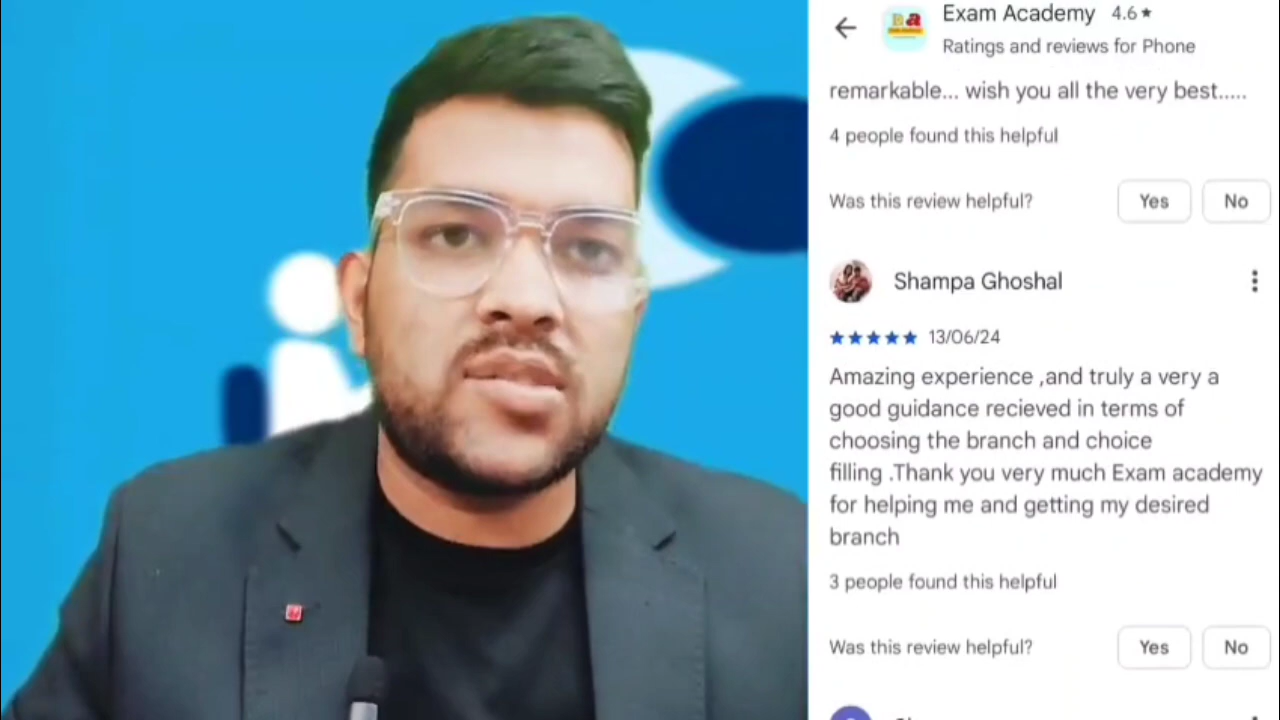 Exam Academy 4.6★
Ratings and reviews for Phone
remarkable... wish you all the very best.....
4 people found this helpful
Was this review helpful? Yes No
Shampa Ghoshal
★★★★★ 13/06/24
Amazing experience ,and truly a very a
good guidance recieved in terms of
choosing the branch and choice
filling .Thank you very much Exam academy
for helping me and getting my desired
branch
3 people found this helpful
Was this review helpful? Yes No